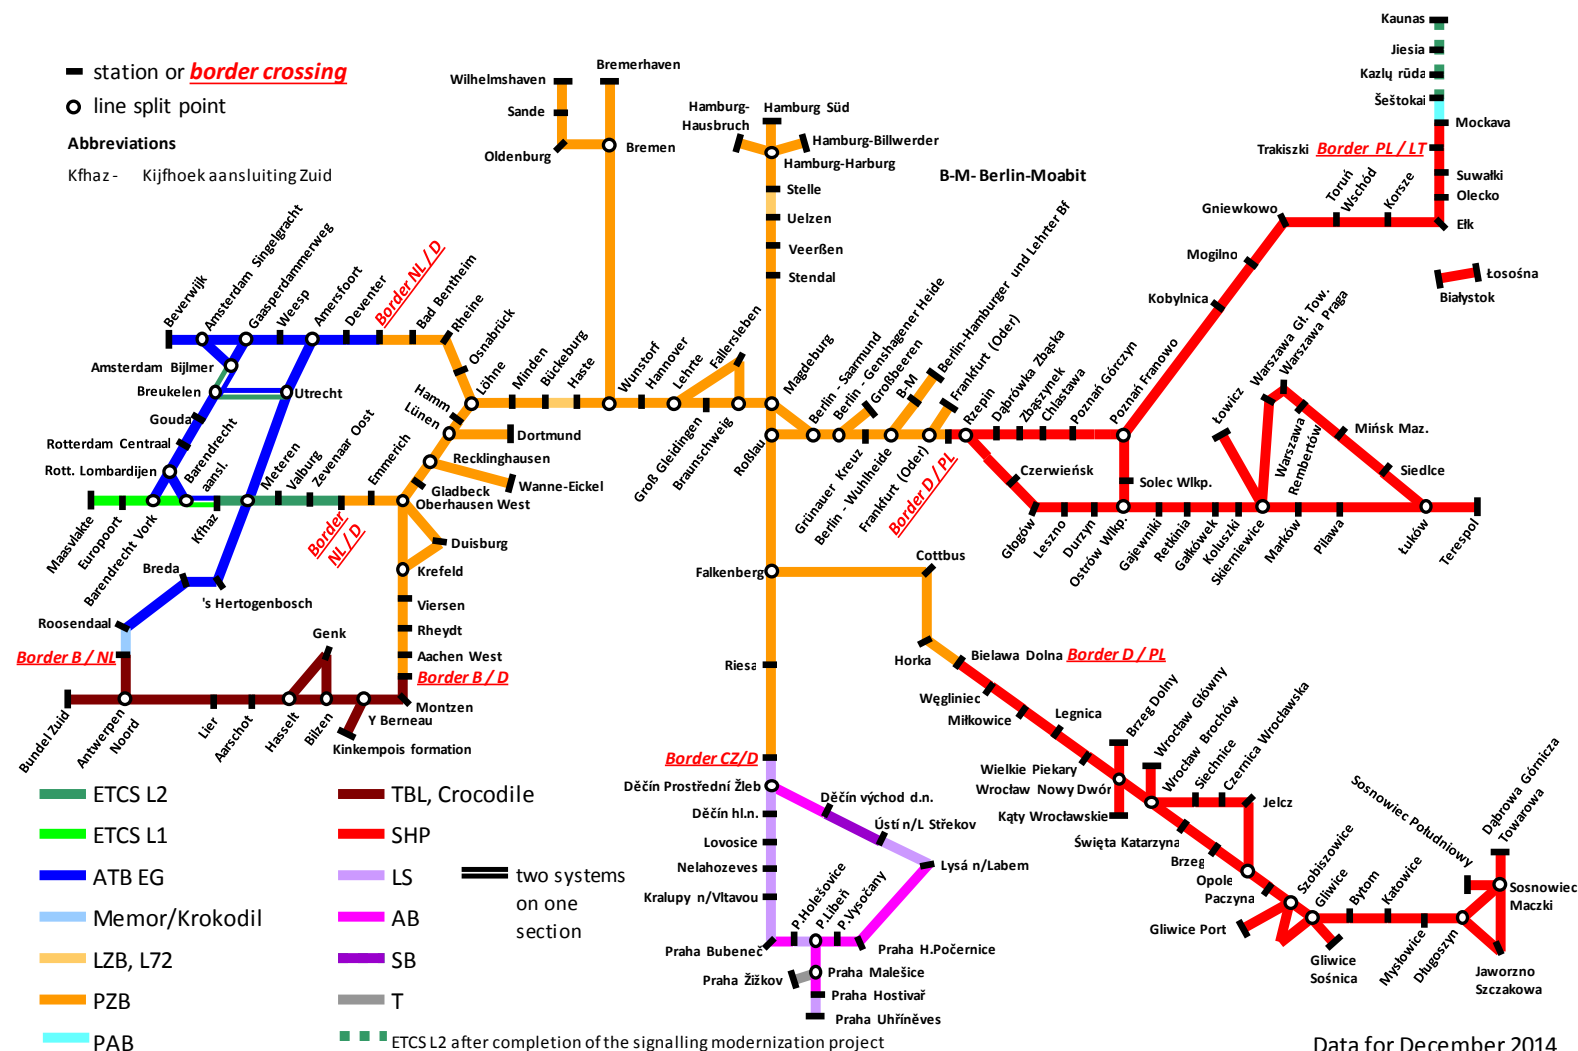 station or border crossing
line split point
Abbreviations
Kfhaz - Kijfhoek aansluiting Zuid
Wilhelmshaven
Sande
Oldenburg
Bremerhaven
Bremen
Hamburg-
Hausbruch
Hamburg Süd
Hamburg-Billwerder
Hamburg-Harburg
Stelle
Uelzen
Veerßen
Stendal
B-M- Berlin-Moabit
Kaunas
Jiesia
Kazlų rūda
Šeštokai
Mockava
Trakiszki Border PL / LT
Suwałki
Olecko
Ełk
Korsze
Toruń
Wschód
Gniewkowo
Mogilno
Kobylnica
Łosośna
Białystok
Beverwijk
Amsterdam Singelgracht
Gaasperdammerweg
Weesp
Amersfoort
Deventer
Border NL / D
Bad Bentheim
Rheine
Osnabrück
Löhne
Minden
Bückeburg
Haste
Wunstorf
Hannover
Lehrte
Fallersleben
Groß Gleidingen
Braunschweig
Magdeburg
Roßlau
Berlin - Saarmund
Berlin - Genshagener Heide
Großbeeren
B-M
Berlin-Hamburger und Lehrter Bf
Frankfurt (Oder)
Grünauer Kreuz
Berlin - Wuhlheide
Frankfurt (Oder)
Border D / PL
Rzepin
Dąbrówka Zbąska
Zbąszynek
Chlastawa
Poznań Górczyn
Poznań Franowo
Czerwieńsk
Solec Wlkp.
Głogów
Leszno
Durzyn
Ostrów Wlkp.
Gajewniki
Retkinia
Gałkówek
Koluszki
Skierniewice
Łowicz
Warszawa Gł. Tow.
Warszawa Praga
Warszawa
Rembertów
Mińsk Maz.
Siedlce
Marków
Pilawa
Łuków
Terespol
Amsterdam Bijlmer
Breukelen
Utrecht
Gouda
Rotterdam Centraal
Rott. Lombardijen
Barendrecht
aansl.
Maasvlakte
Europoort
Barendrecht Vork
Kfhaz
Meteren
Valburg
Zevenaar Oost
Border
NL / D
Emmerich
Hamm
Lünen
Dortmund
Recklinghausen
Wanne-Eickel
Gladbeck
Oberhausen West
Duisburg
Krefeld
Viersen
Rheydt
Aachen West
Border B / D
Montzen
Breda
's Hertogenbosch
Roosendaal
Border B / NL
Genk
Bundel Zuid
Antwerpen
Noord
Lier
Aarschot
Hasselt
Bilzen
Y Berneau
Kinkempois formation
Falkenberg
Cottbus
Riesa
Horka
Bielawa Dolna Border D / PL
Węgliniec
Miłkowice
Legnica
Wielkie Piekary
Wrocław Nowy Dwór
Kąty Wrocławskie
Brzeg Dolny
Wrocław Główny
Wrocław Brochów
Siechnice
Czernica Wrocławska
Jelcz
Święta Katarzyna
Brzeg
Opole
Paczyna
Szobiszowice
Gliwice
Gliwice Port
Gliwice
Sośnica
Bytom
Katowice
Mysłowice
Długoszyn
Sosnowiec Południowy
Dąbrowa Górnicza
Towarowa
Sosnowiec
Maczki
Jaworzno
Szczakowa
Border CZ/D
Děčín Prostřední Žleb
Děčín hl.n.
Lovosice
Nelahozeves
Kralupy n/Vltavou
Praha Bubeneč
Děčín východ d.n.
Ústí n/L Střekov
Lysá n/Labem
P.Holešovice
P.Libeň
P.Vysočany
Praha H.Počernice
Praha Malešice
Praha Žižkov
Praha Hostivař
Praha Uhříněves
ETCS L2
ETCS L1
ATB EG
Memor/Krokodil
LZB, L72
PZB
PAB
TBL, Crocodile
SHP
LS
AB
SB
T
ETCS L2 after completion of the signalling modernization project
two systems
on one
section
Data for December 2014